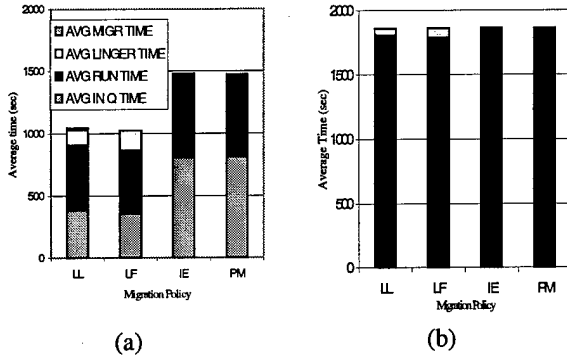 2000
1500
1000
500
0
Average time (sec)
AVG MIGR TIME
AVG LINGER TIME
AVG RUN TIME
AVG IN Q TIME
LL LF IE PM
Migration Policy
(a)
2000
1500
1000
500
0
Average Time (sec)
LL LF IE PM
Migration Policy
(b)